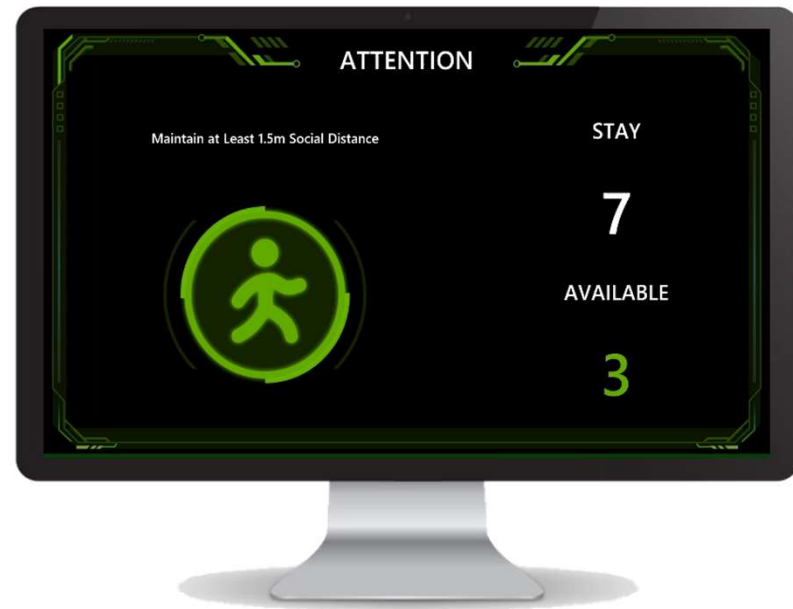 ATTENTION
Maintain at Least 1.5m Social Distance
STAY
7
AVAILABLE
3